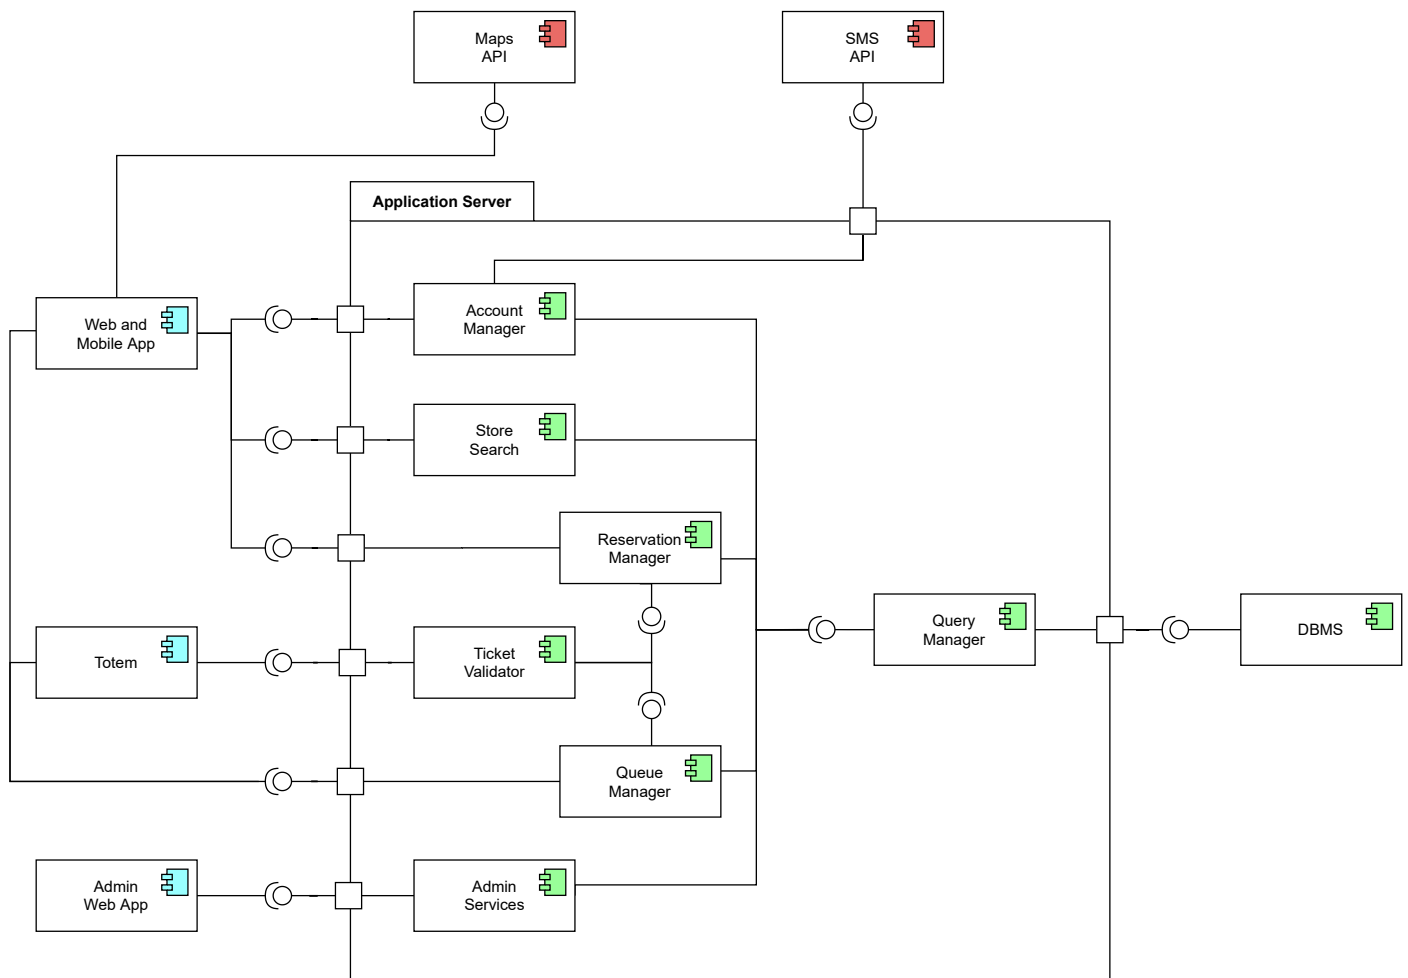 Maps
API
SMS
API
Application Server
Account
Manager
Web and
Mobile App
Store
Search
Reservation
Manager
Query
Manager
DBMS
Totem
Ticket
Validator
Queue
Manager
Admin
Web App
Admin
Services